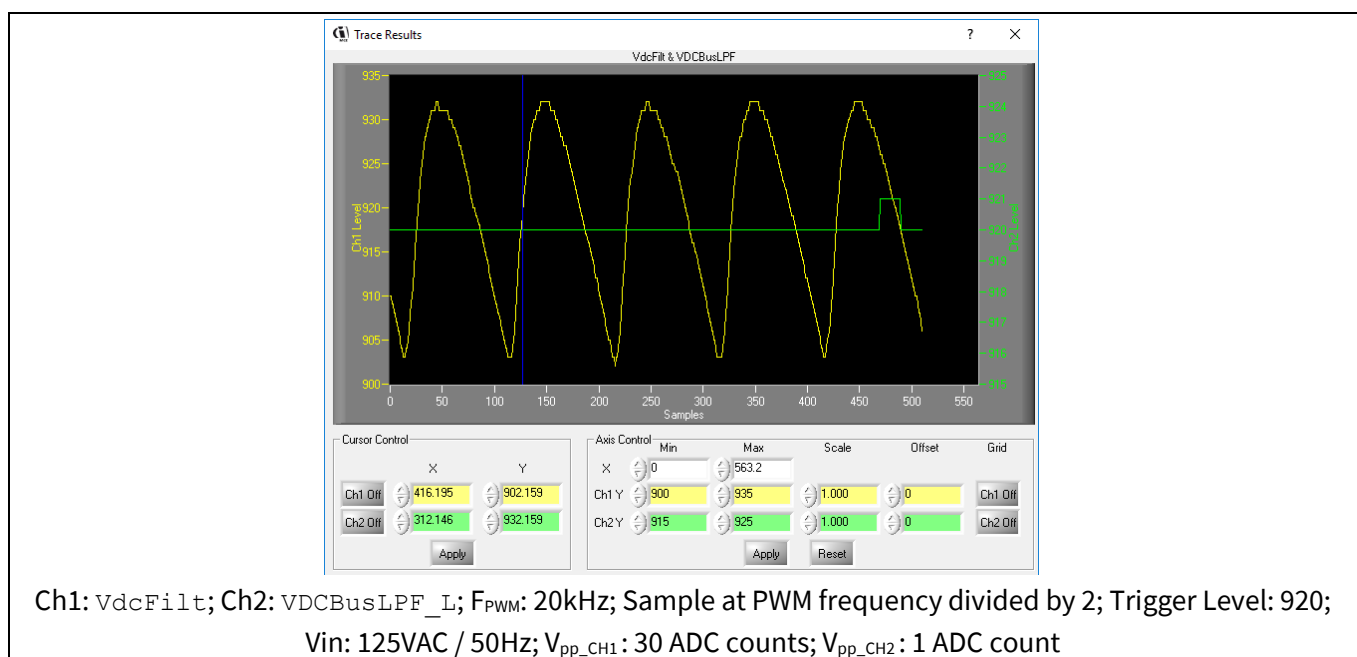 Trace Results ? ×
VdcFilt & VDCBusLPF
935 925
930 924
923
925 922
921
920 920
915 919
910 918
917
905 916
900 915
Ch1 Level
Ch2 Level
0 50 100 150 200 250 300 350 400 450 500 550
Samples
Cursor Control
X Y
Ch1 Off 416.195 902.159
Ch2 Off 312.146 932.159
Apply
Axis Control
Min Max Scale Offset Grid
X 0 563.2
Ch1 Y 900 935 1.000 0 Ch1 Off
Ch2 Y 915 925 1.000 0 Ch2 Off
Apply Reset
Ch1: VdcFilt; Ch2: VDCBusLPF_L; FPWM: 20kHz; Sample at PWM frequency divided by 2; Trigger Level: 920;
Vin: 125VAC / 50Hz; Vpp_CH1 : 30 ADC counts; Vpp_CH2 : 1 ADC count